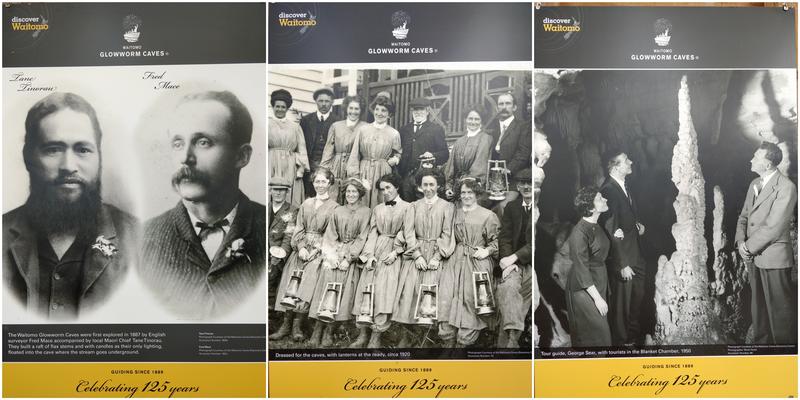 discover
Waitomo
WAITOMO
GLOWWORM CAVES
Tane
Tinorau
Fred
Mace
The Waitomo Glowworm Caves were first explored in 1887 by English
surveyor Fred Mace accompanied by local Maori Chief Tane Tinorau.
They built a raft of flax stems and with candles as their only lighting,
floated into the cave where the stream goes underground.
GUIDING SINCE 1889
Celebrating 125 years
discover
Waitomo
WAITOMO
GLOWWORM CAVES
Dressed for the caves, with lanterns at the ready, circa 1920
GUIDING SINCE 1889
Celebrating 125 years
discover
Waitomo
WAITOMO
GLOWWORM CAVES
Tour guide, George Sear, with tourists in the Blanket Chamber, 1950
GUIDING SINCE 1889
Celebrating 125 years